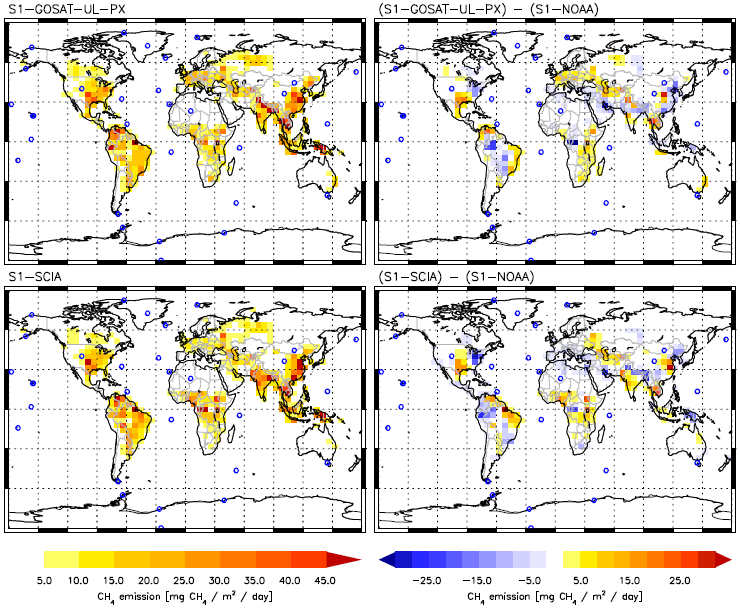 S1-GOSAT-UL-PX
(S1-GOSAT-UL-PX) - (S1-NOAA)
S1-SCIA
(S1-SCIA) - (S1-NOAA)
5.0 10.0 15.0 20.0 25.0 30.0 35.0 40.0 45.0
CH₄ emission [mg CH₄ / m² / day]
-25.0 -15.0 -5.0 5.0 15.0 25.0
CH₄ emission [mg CH₄ / m² / day]